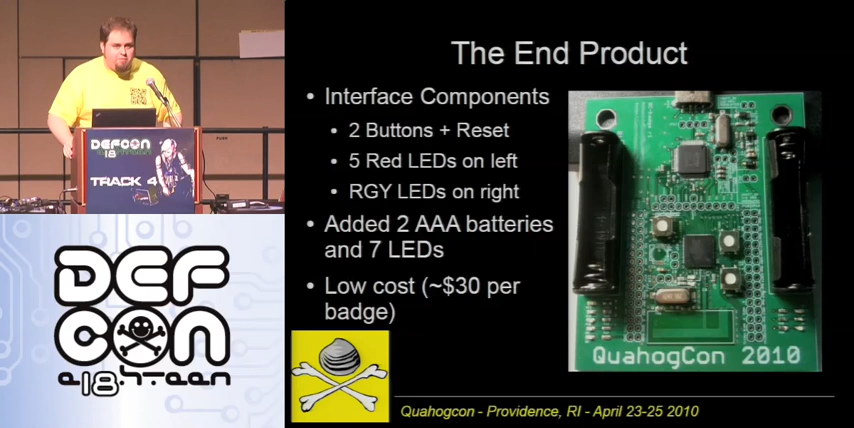 The End Product
• Interface Components
• 2 Buttons + Reset
• 5 Red LEDs on left
• RGY LEDs on right
• Added 2 AAA batteries
and 7 LEDs
• Low cost (~$30 per
badge)
QuahogCon 2010
Quahogcon - Providence, RI - April 23-25 2010
DEFCON
18
TRACK 4
DEF
CON
e18hteen